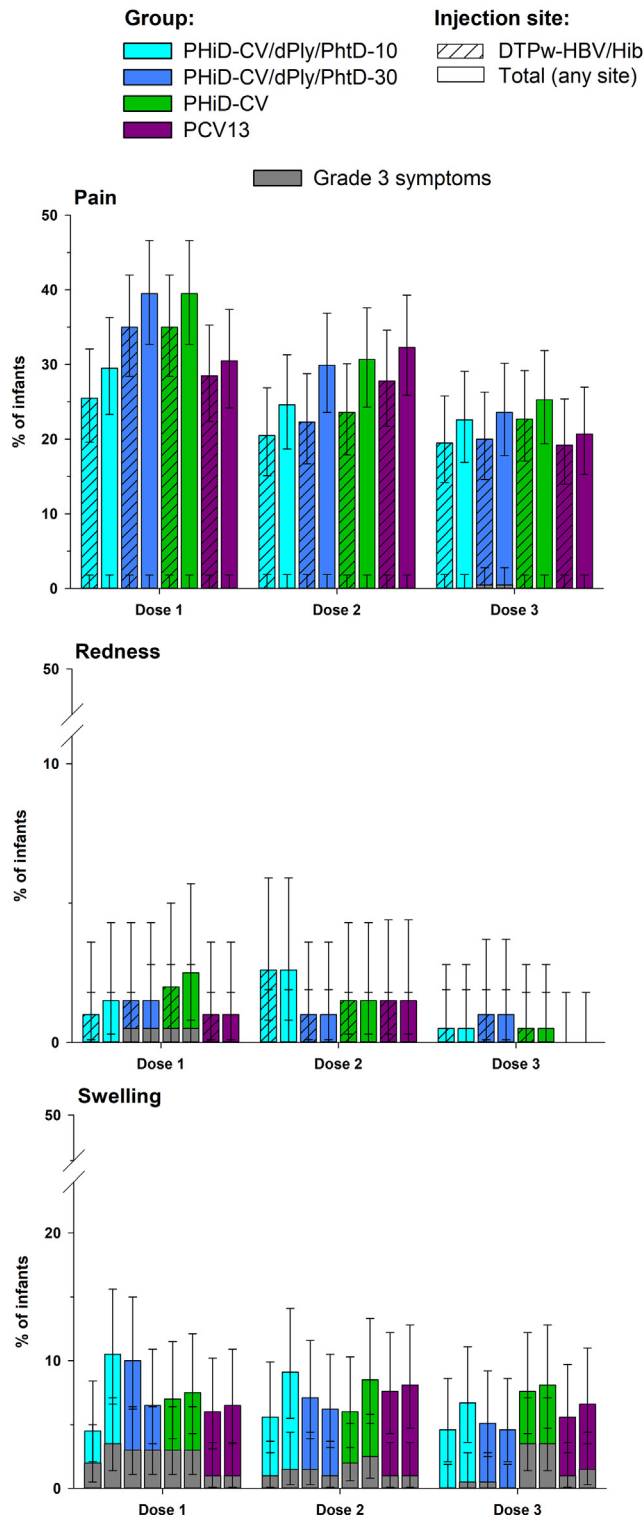 Group:
Injection site:
PHiD-CV/dPly/PhtD-10
DTPw-HBV/Hib
PHiD-CV/dPly/PhtD-30
Total (any site)
PHiD-CV
PCV13
Grade 3 symptoms
Pain
50
40
30
20
10
0
% of infants
Dose 1
Dose 2
Dose 3
Redness
50
10
0
% of infants
Dose 1
Dose 2
Dose 3
Swelling
50
20
10
0
% of infants
Dose 1
Dose 2
Dose 3